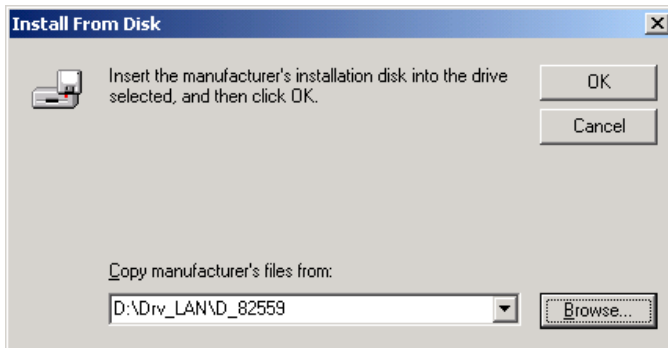 Install From Disk
Insert the manufacturer's installation disk into the drive
selected, and then click OK.
OK
Cancel
Copy manufacturer's files from:
D:\Drv_LAN\D_82559
Browse...